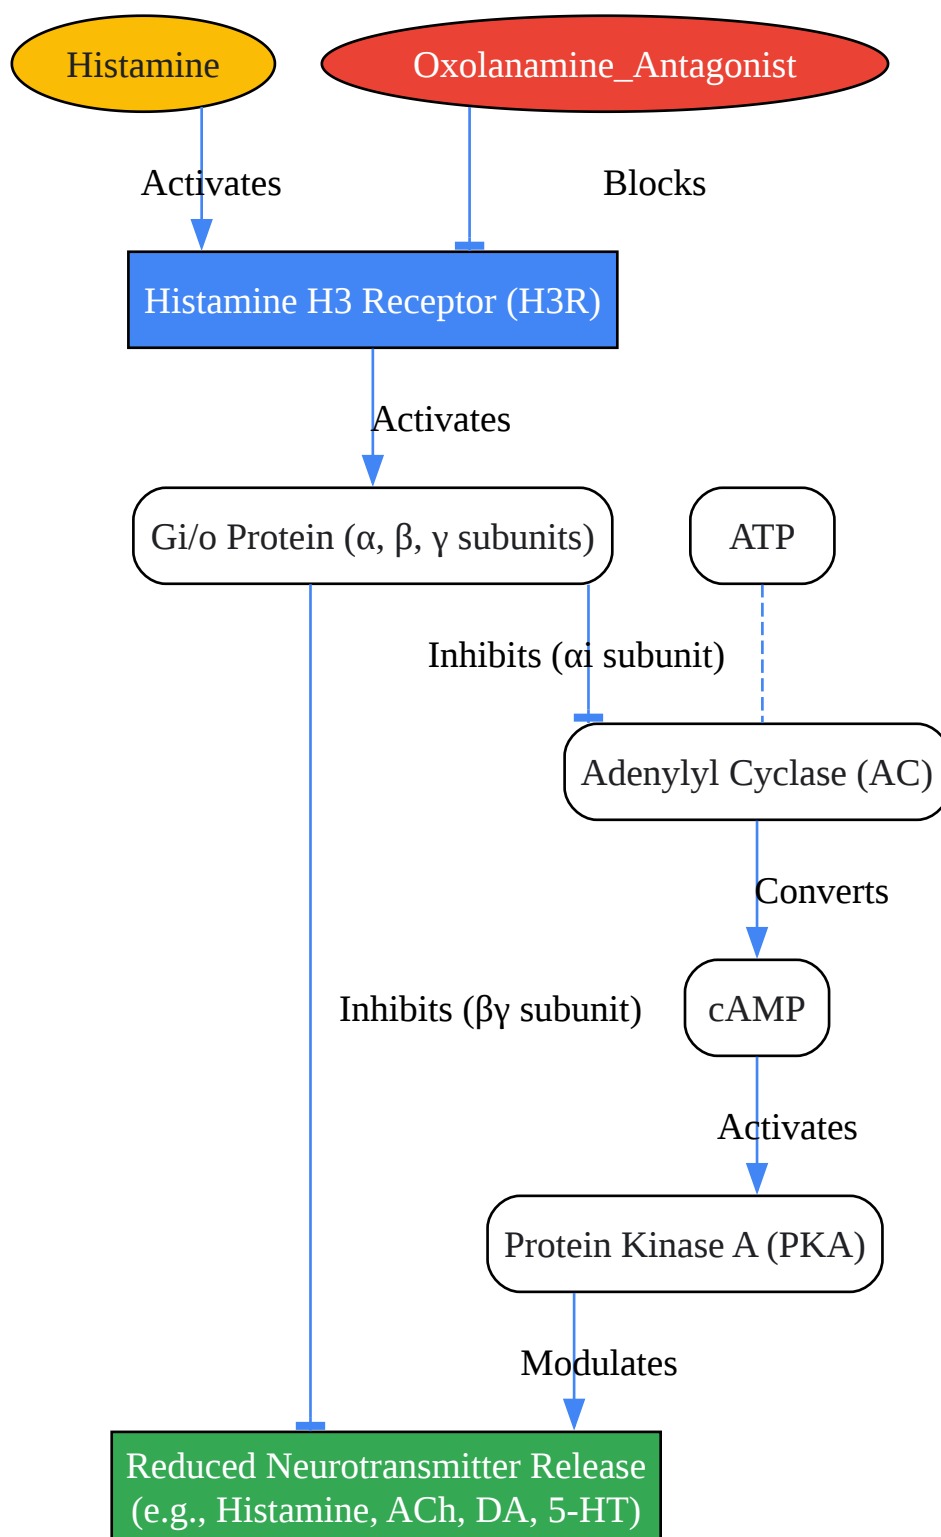 Histamine
Oxolanamine_Antagonist
Activates
Blocks
Histamine H3 Receptor (H3R)
Activates
Gi/o Protein (α, β, γ subunits)
ATP
Inhibits (αi subunit)
Adenylyl Cyclase (AC)
Converts
Inhibits (βγ subunit)
cAMP
Activates
Protein Kinase A (PKA)
Modulates
Reduced Neurotransmitter Release
(e.g., Histamine, ACh, DA, 5-HT)